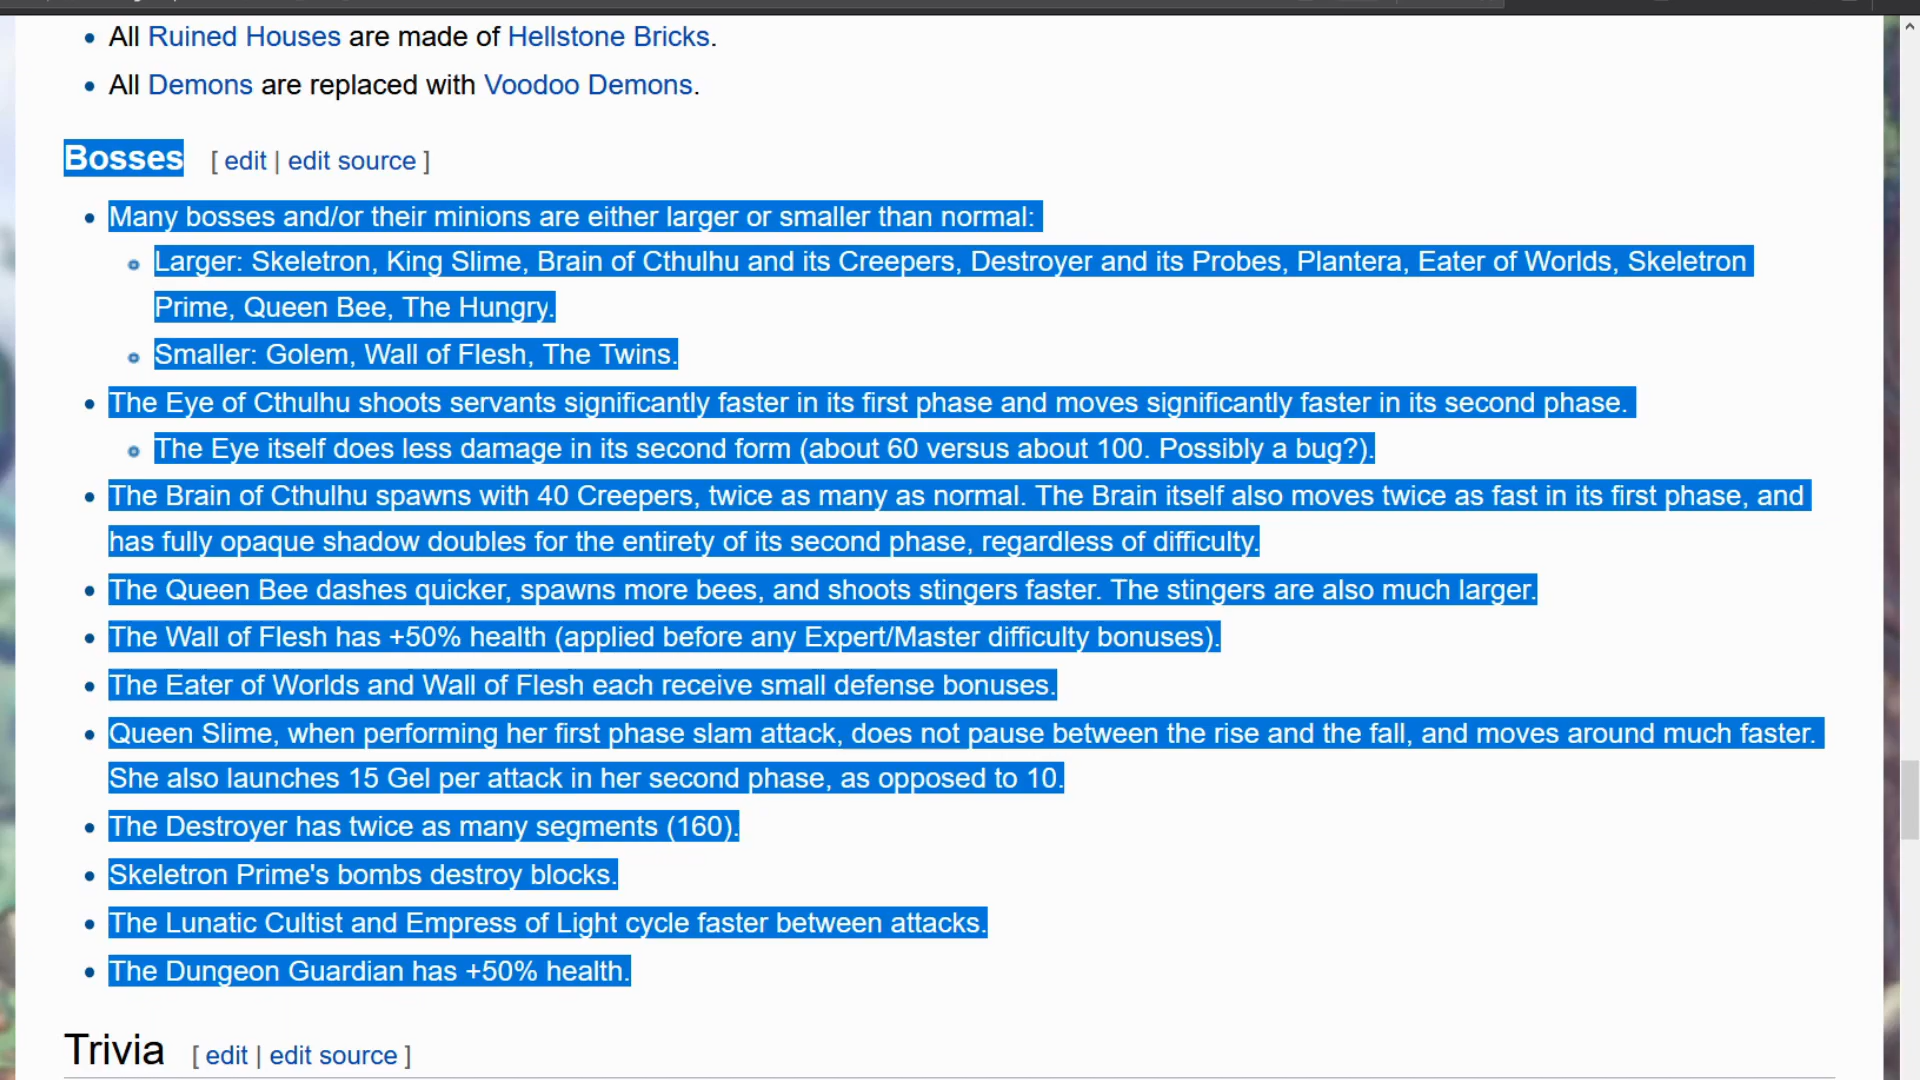 All Ruined Houses are made of Hellstone Bricks.
All Demons are replaced with Voodoo Demons.
Bosses [ edit | edit source ]
Many bosses and/or their minions are either larger or smaller than normal:
Larger: Skeletron, King Slime, Brain of Cthulhu and its Creepers, Destroyer and its Probes, Plantera, Eater of Worlds, Skeletron
Prime, Queen Bee, The Hungry.
Smaller: Golem, Wall of Flesh, The Twins.
The Eye of Cthulhu shoots servants significantly faster in its first phase and moves significantly faster in its second phase.
The Eye itself does less damage in its second form (about 60 versus about 100. Possibly a bug?).
The Brain of Cthulhu spawns with 40 Creepers, twice as many as normal. The Brain itself also moves twice as fast in its first phase, and
has fully opaque shadow doubles for the entirety of its second phase, regardless of difficulty.
The Queen Bee dashes quicker, spawns more bees, and shoots stingers faster. The stingers are also much larger.
The Wall of Flesh has +50% health (applied before any Expert/Master difficulty bonuses).
The Eater of Worlds and Wall of Flesh each receive small defense bonuses.
Queen Slime, when performing her first phase slam attack, does not pause between the rise and the fall, and moves around much faster.
She also launches 15 Gel per attack in her second phase, as opposed to 10.
The Destroyer has twice as many segments (160).
Skeletron Prime's bombs destroy blocks.
The Lunatic Cultist and Empress of Light cycle faster between attacks.
The Dungeon Guardian has +50% health.
Trivia [ edit | edit source ]